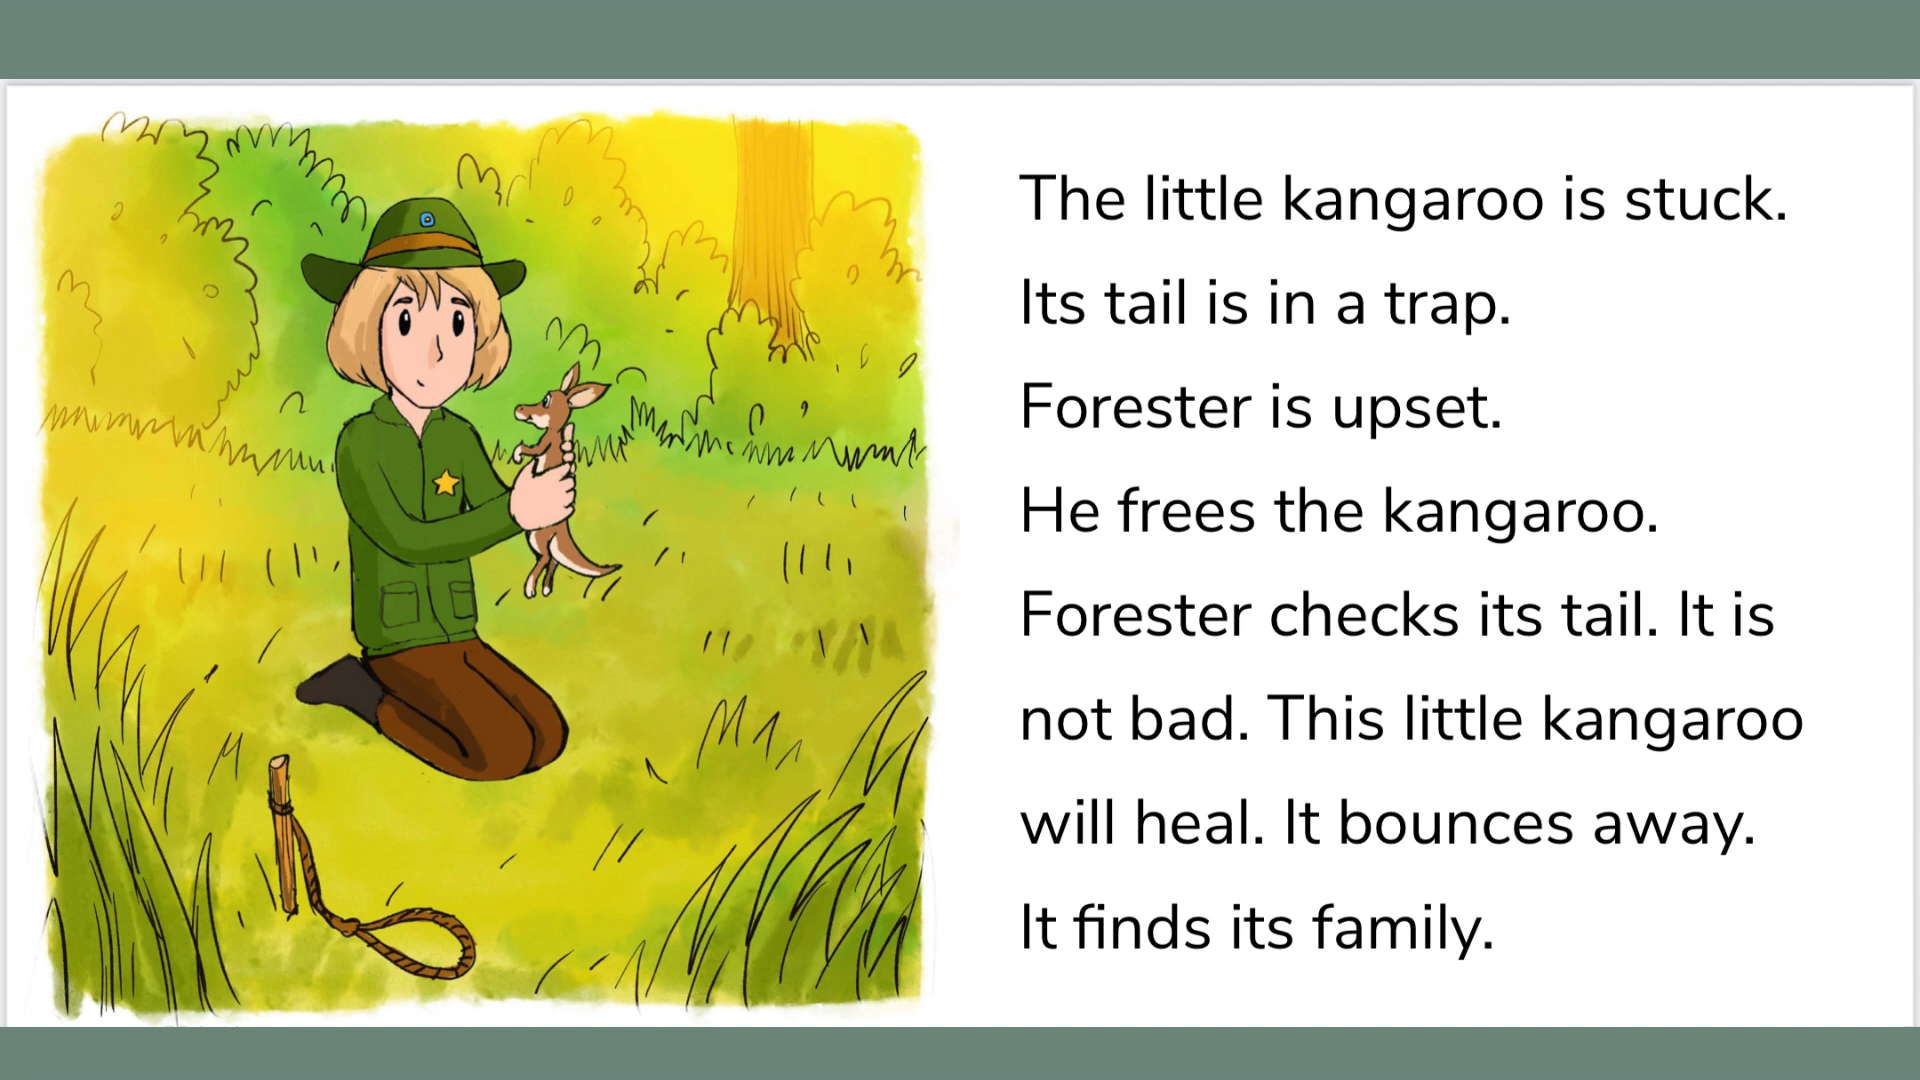 The little kangaroo is stuck.
Its tail is in a trap.
Forester is upset.
He frees the kangaroo.
Forester checks its tail. It is
not bad. This little kangaroo
will heal. It bounces away.
It finds its family.